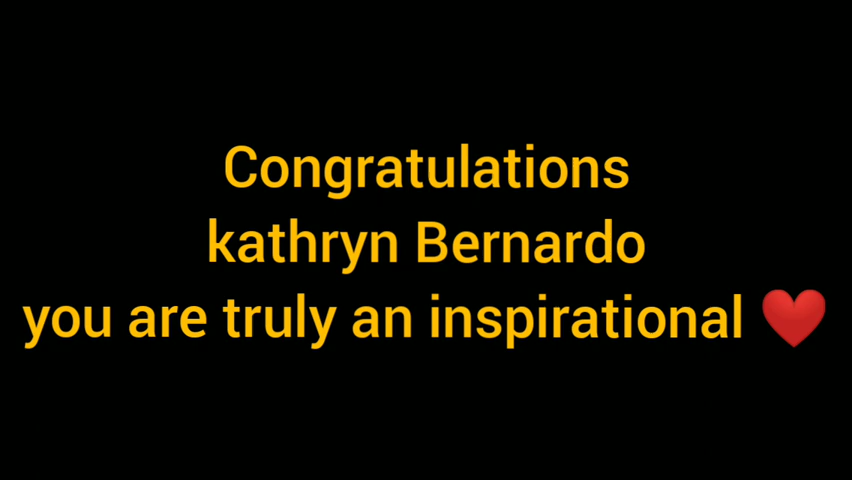 Congratulations
kathryn Bernardo
you are truly an inspirational ❤️